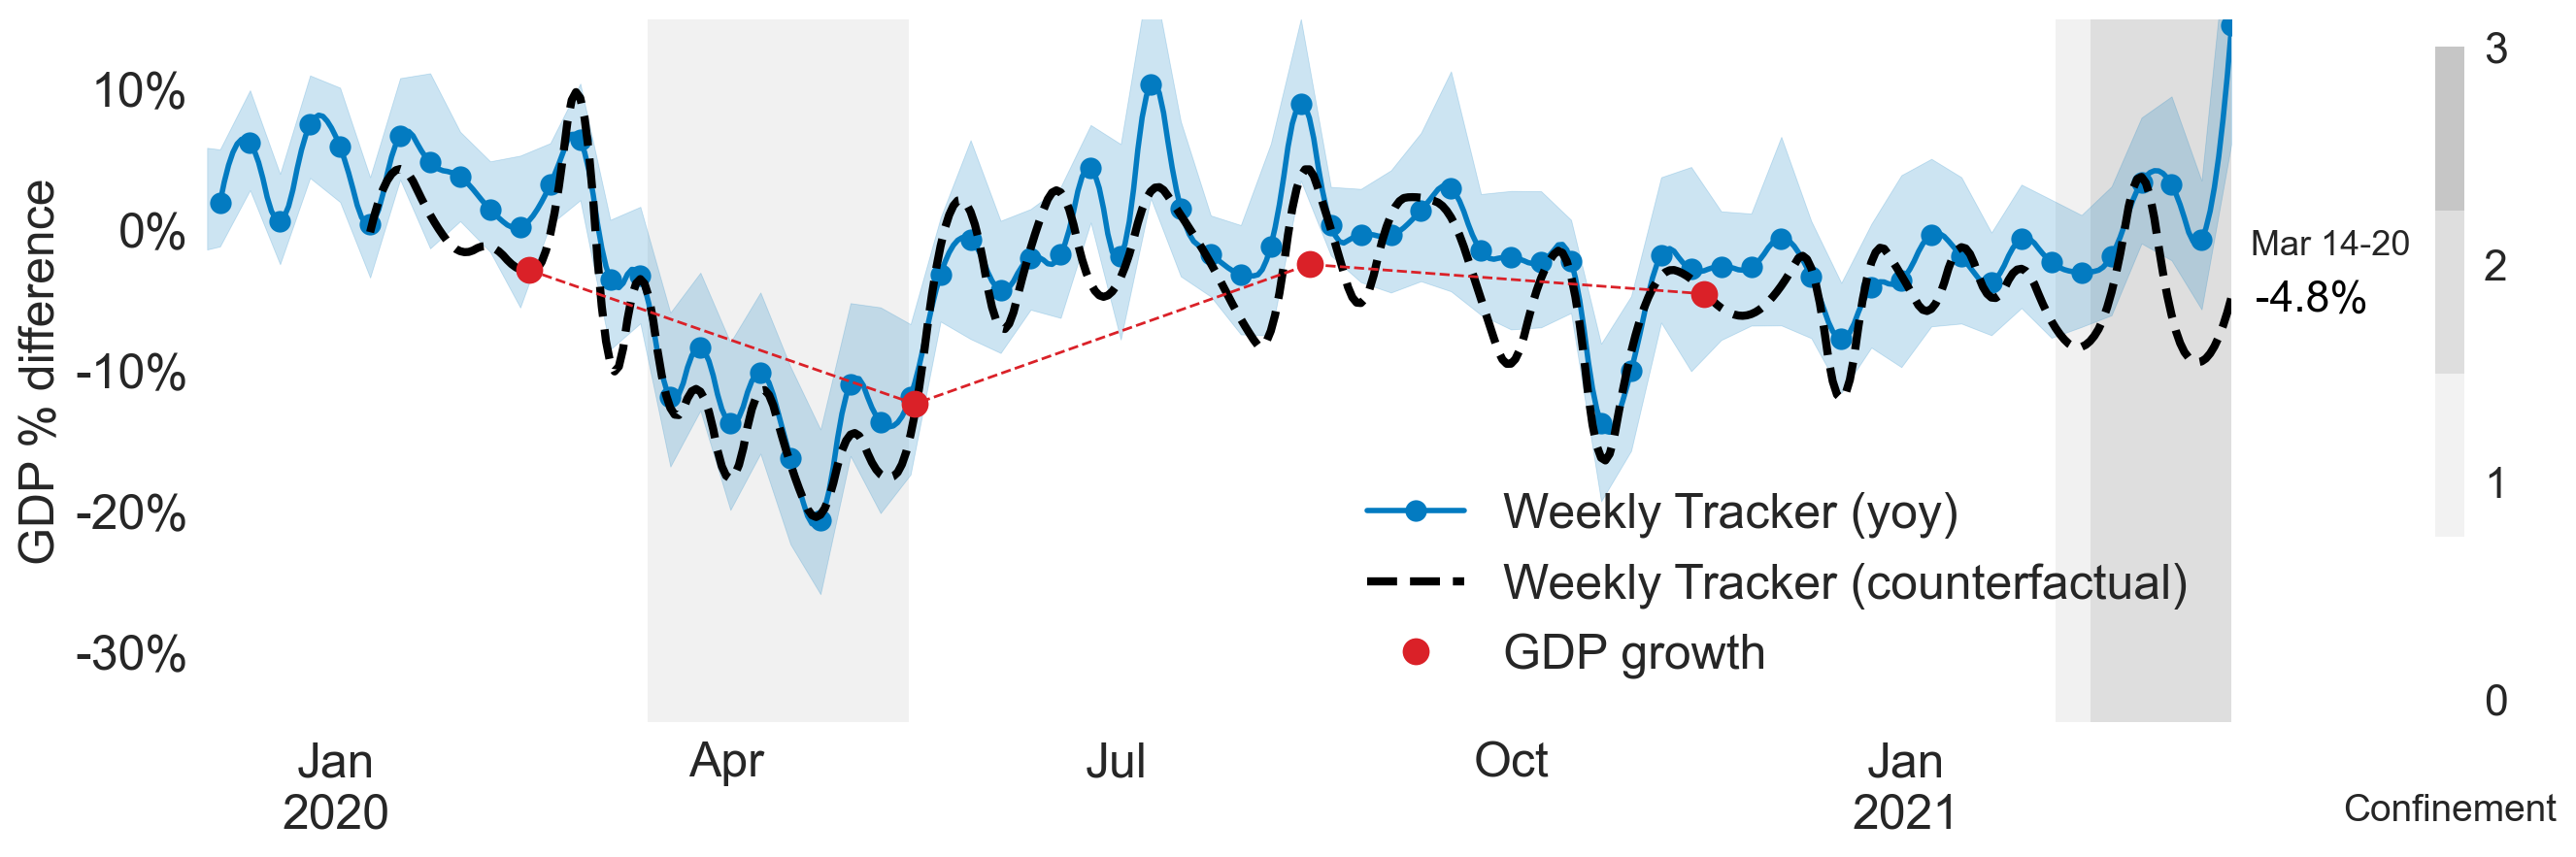 GDP % difference
10%
0%
-10%
-20%
-30%
Jan
2020
Apr
Jul
Oct
Jan
2021
Weekly Tracker (yoy)
Weekly Tracker (counterfactual)
GDP growth
Mar 14-20
-4.8%
3
2
1
0
Confinement